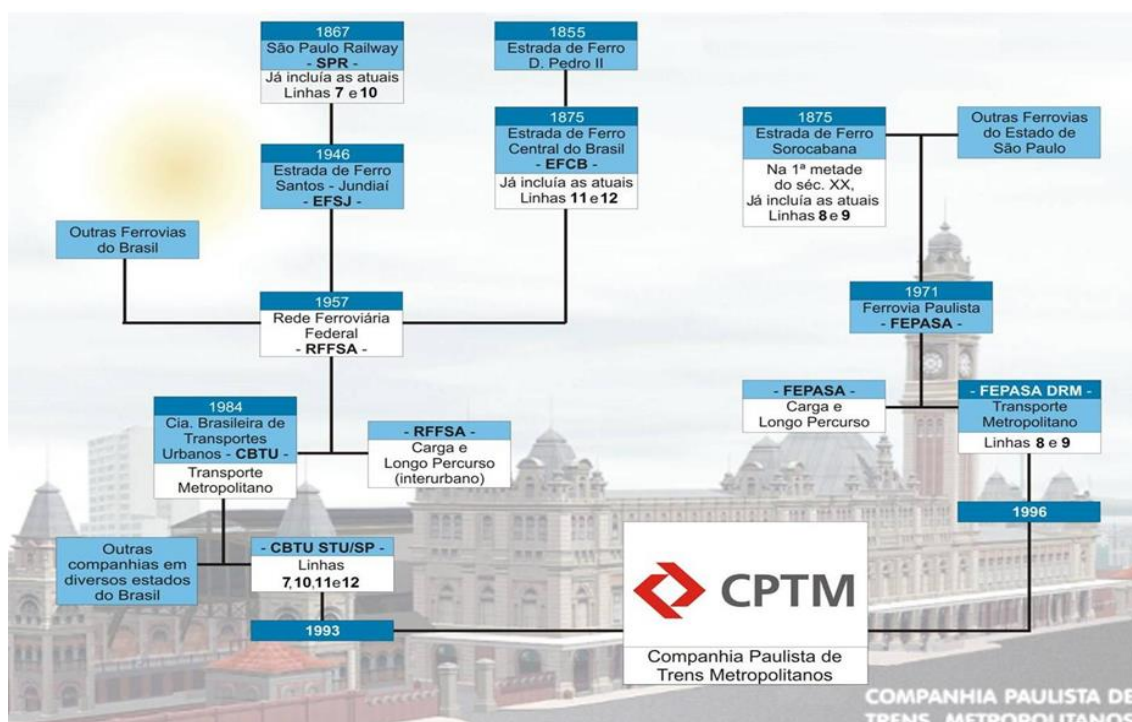 1867
São Paulo Railway
- SPR -
Já incluía as atuais
Linhas 7 e 10
1855
Estrada de Ferro
D. Pedro II
1946
Estrada de Ferro
Santos - Jundiaí
- EFSJ -
1875
Estrada de Ferro
Central do Brasil
- EFCB -
Já incluía as atuais
Linhas 11 e 12
1875
Estrada de Ferro
Sorocabana
Na 1ª metade
do séc. XX,
Já incluía as atuais
Linhas 8 e 9
Outras Ferrovias
do Estado de
São Paulo
Outras Ferrovias
do Brasil
1957
Rede Ferroviária
Federal
- RFFSA -
1971
Ferrovia Paulista
- FEPASA -
1984
Cia. Brasileira de
Transportes
Urbanos - CBTU -
Transporte
Metropolitano
- RFFSA -
Carga e
Longo Percurso
(interurbano)
- FEPASA -
Carga e
Longo Percurso
- FEPASA DRM -
Transporte
Metropolitano
Linhas 8 e 9
1996
Outras
companhias em
diversos estados
do Brasil
- CBTU STU/SP -
Linhas
7,10,11e12
1993
CPTM
Companhia Paulista de
Trens Metropolitanos
COMPANHIA PAULISTA DE
TRENS METROPOLITANOS